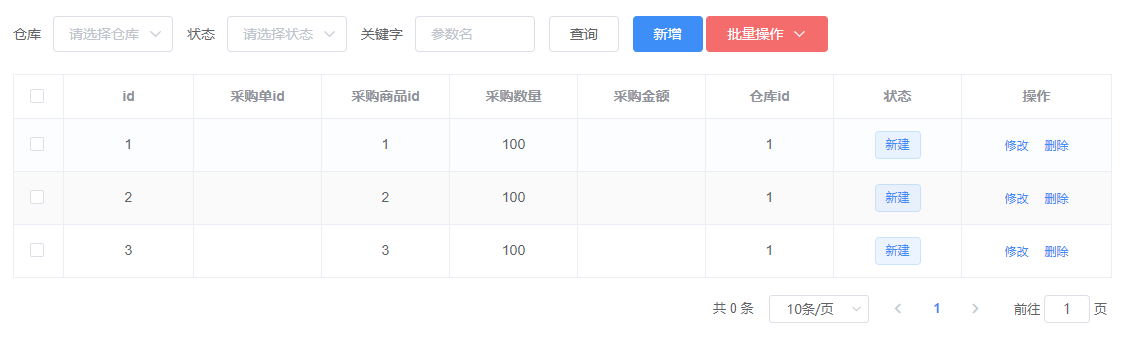 仓库 请选择仓库 状态 请选择状态 关键字 参数名 查询 新增 批量操作
id 采购单id 采购商品id 采购数量 采购金额 仓库id 状态 操作
1 1 100 1 新建 修改 删除
2 2 100 1 新建 修改 删除
3 3 100 1 新建 修改 删除
共 0 条 10条/页 1 前往 1 页